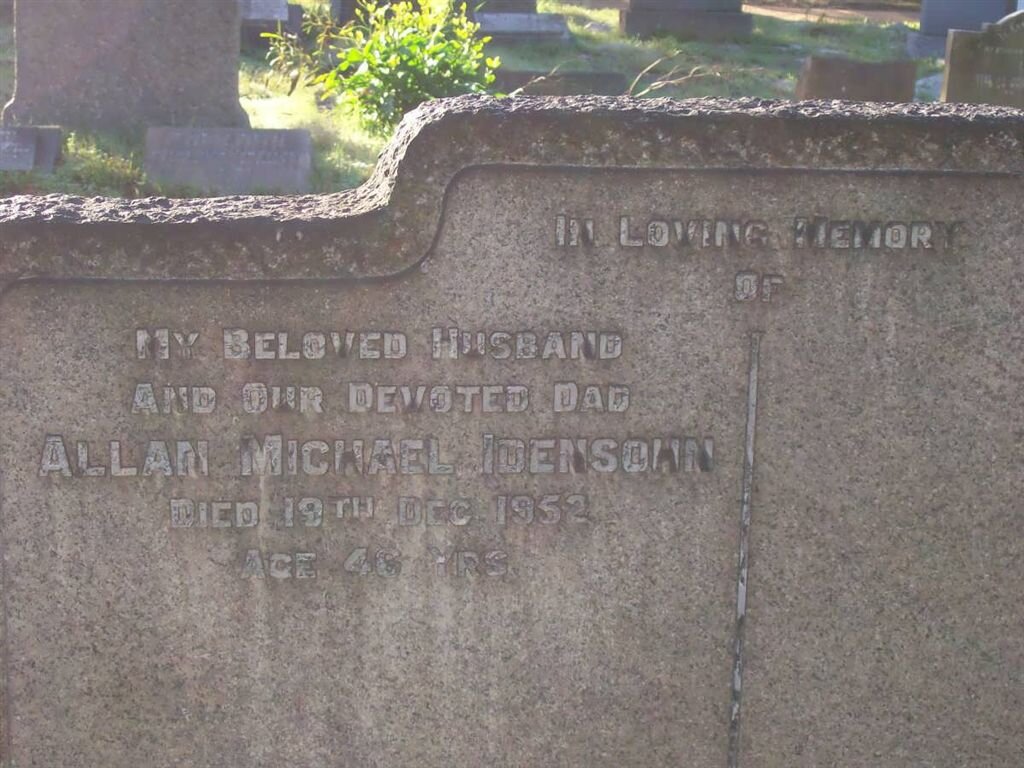 IN LOVING MEMORY
OF
MY BELOVED HUSBAND
AND OUR DEVOTED DAD
ALLAN MICHAEL IDENSOHN
DIED 19TH DEC 1952
AGE 46 YRS.